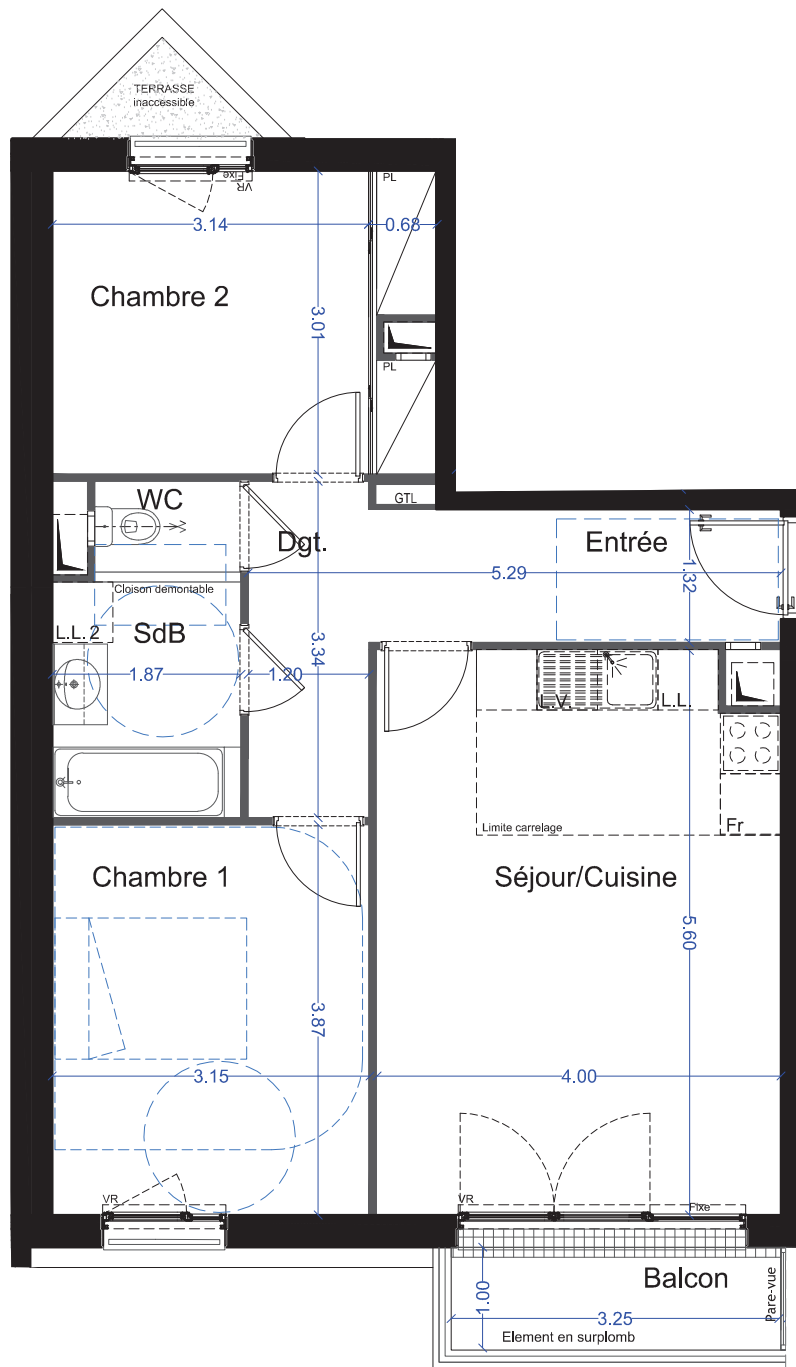 TERRASSE
inaccessible
Fixe
VR
PL
3.14
0.68
Chambre 2
3.01
PL
WC
GTL
Dgt.
Entrée
5.29
1.32
Cloison demontable
L.L. 2
SdB
3.34
1.87
1.20
L.V.
L.L.
Limite carrelage
Fr
Chambre 1
Séjour/Cuisine
5.60
3.87
3.15
4.00
VR
VR
Fixe
Balcon
Pare-vue
1.00
3.25
Element en surplomb